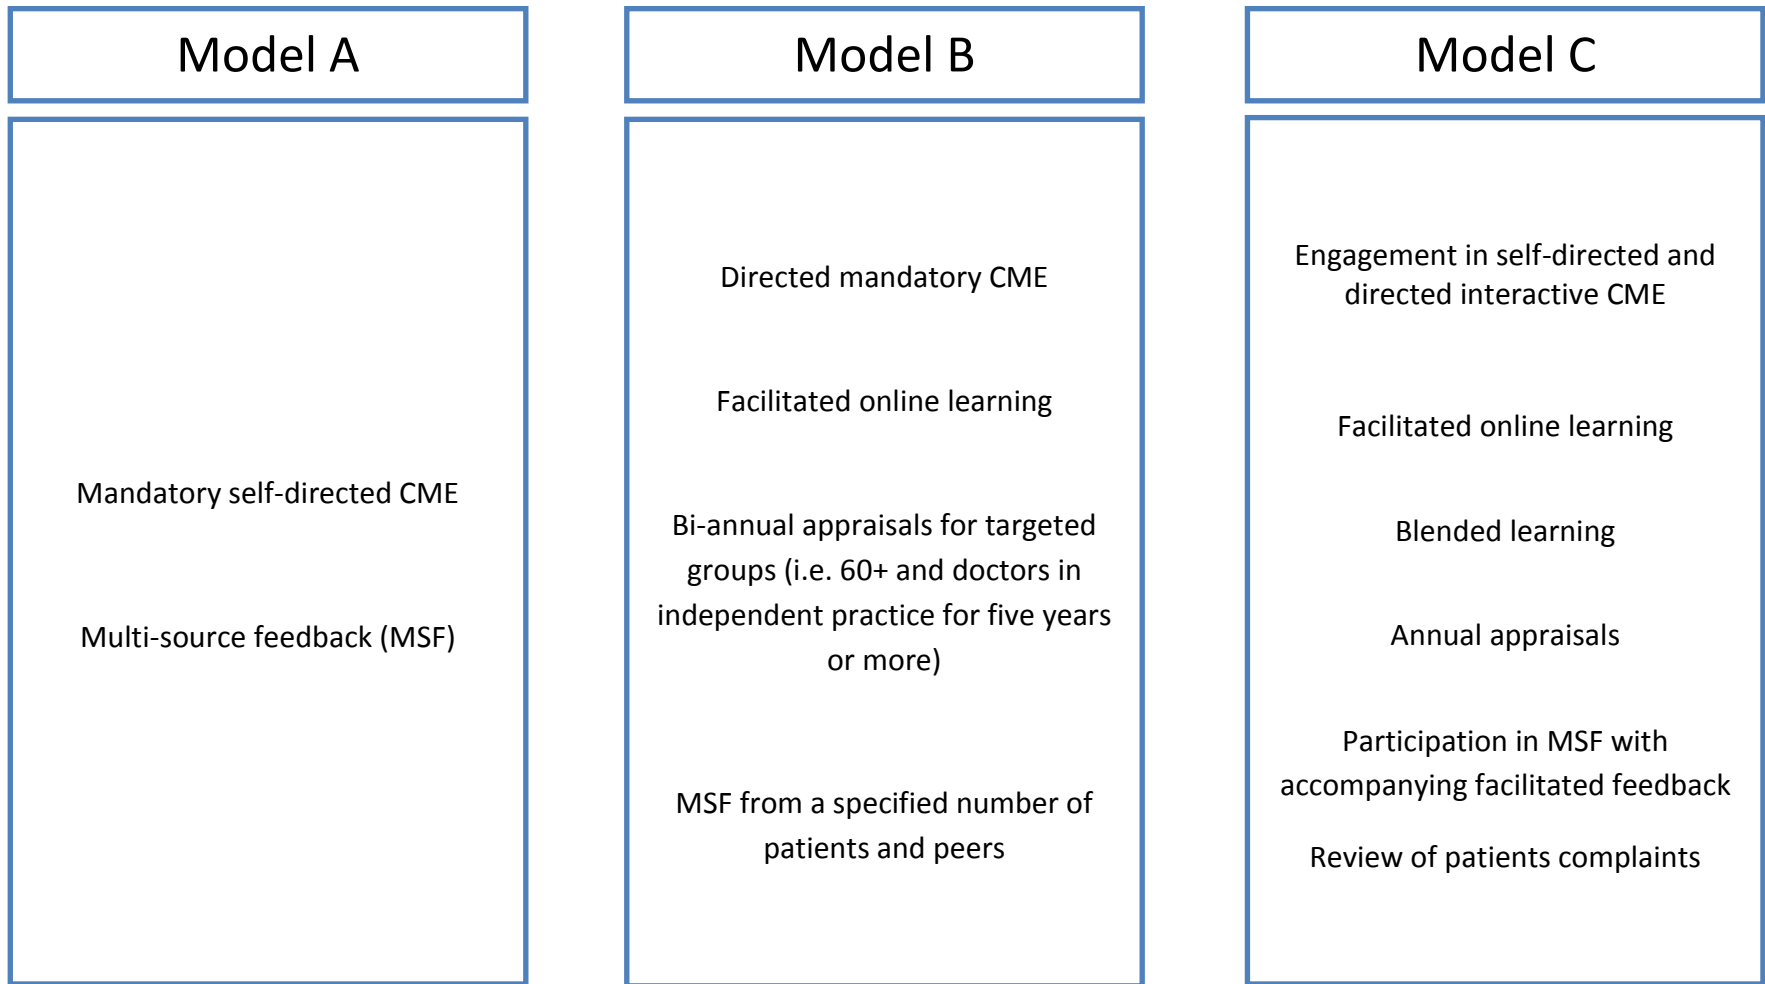 Model A
Mandatory self-directed CME
Multi-source feedback (MSF)
Model B
Directed mandatory CME
Facilitated online learning
Bi-annual appraisals for targeted
groups (i.e. 60+ and doctors in
independent practice for five years
or more)
MSF from a specified number of
patients and peers
Model C
Engagement in self-directed and
directed interactive CME
Facilitated online learning
Blended learning
Annual appraisals
Participation in MSF with
accompanying facilitated feedback
Review of patients complaints